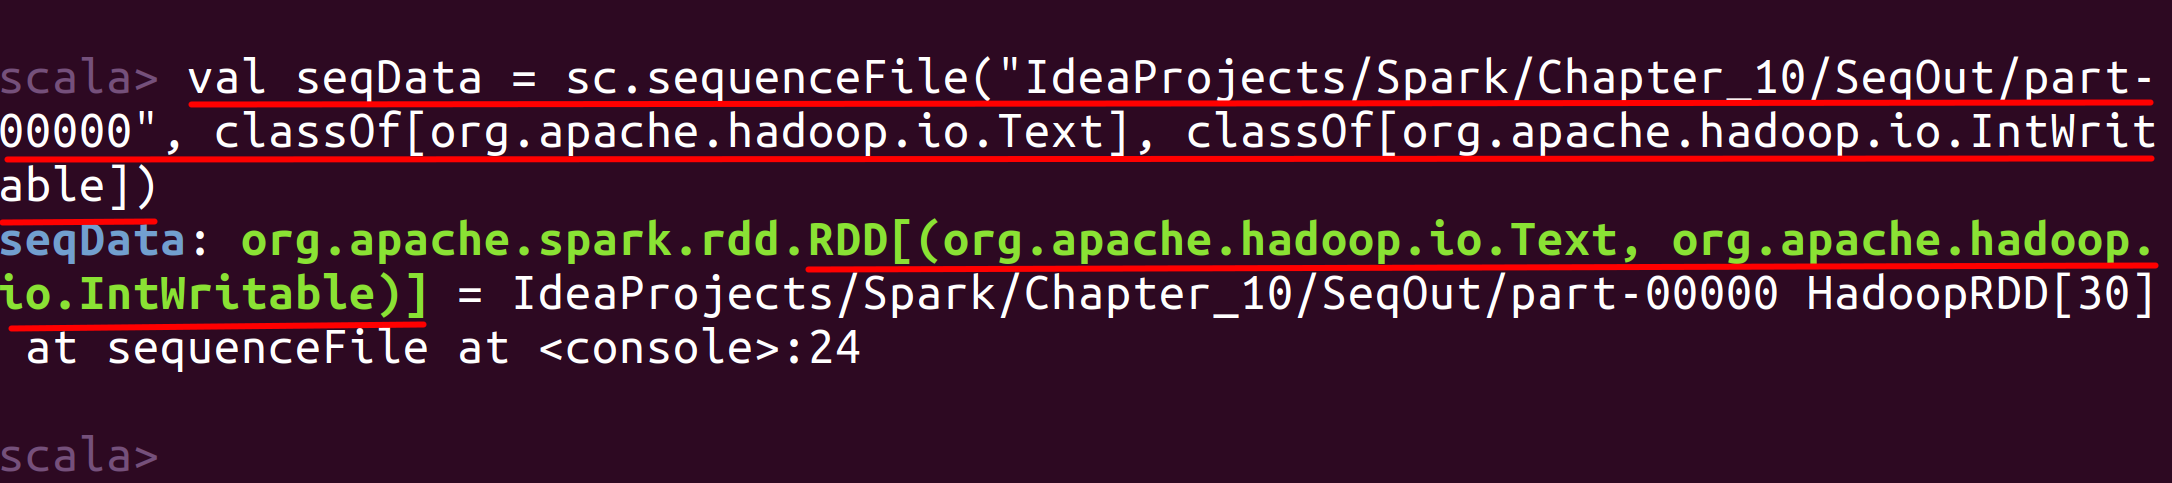 scala> val seqData = sc.sequenceFile("IdeaProjects/Spark/Chapter_10/SeqOut/part-
00000", classOf[org.apache.hadoop.io.Text], classOf[org.apache.hadoop.io.IntWrit
able])
seqData: org.apache.spark.rdd.RDD[(org.apache.hadoop.io.Text, org.apache.hadoop.
io.IntWritable)] = IdeaProjects/Spark/Chapter_10/SeqOut/part-00000 HadoopRDD[30]
 at sequenceFile at <console>:24
scala>